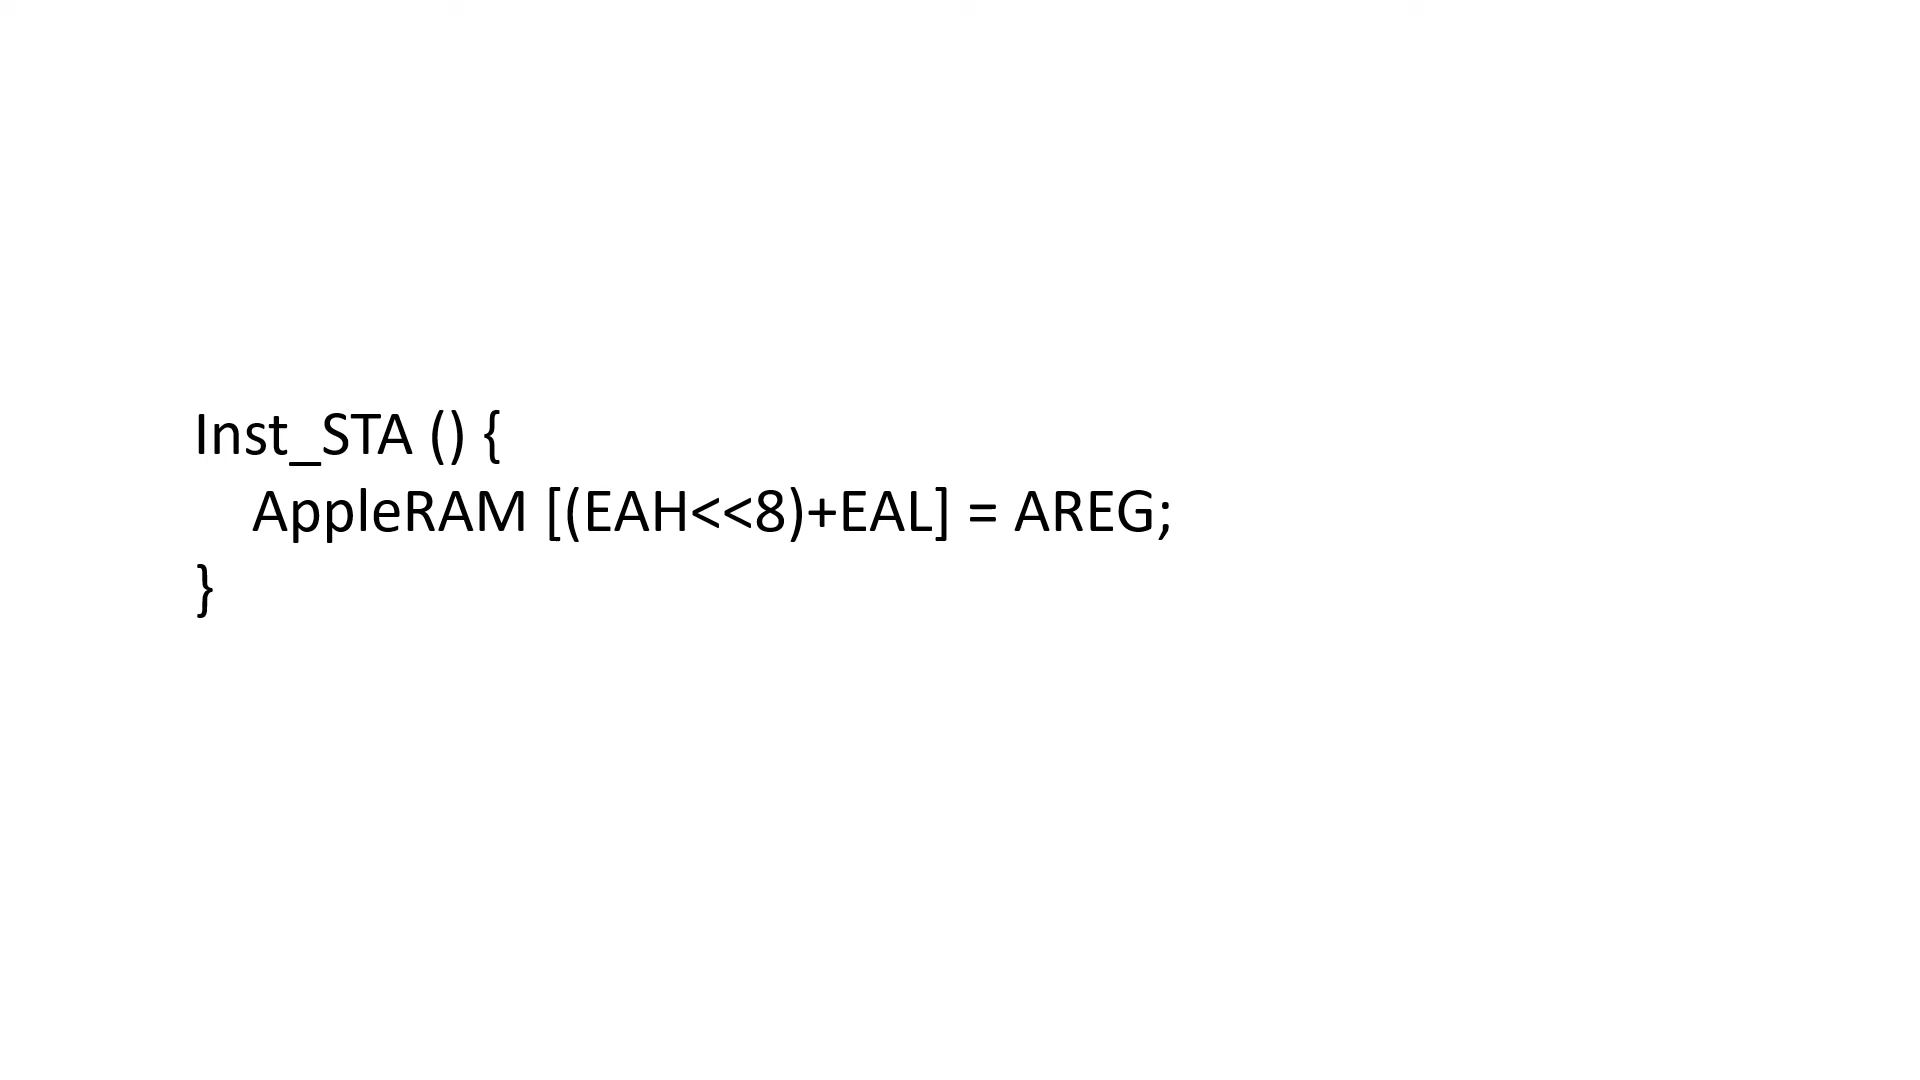 Inst_STA () {
AppleRAM [(EAH<<8)+EAL] = AREG;
}